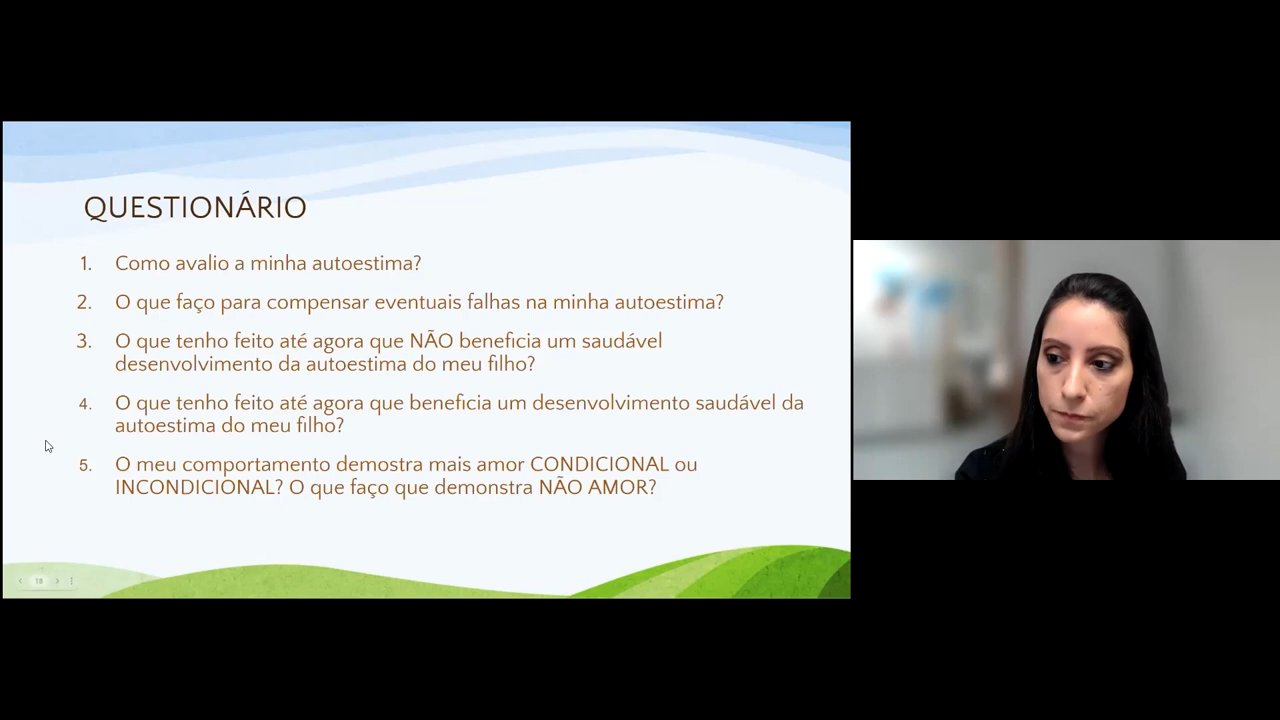 QUESTIONÁRIO
1. Como avalio a minha autoestima?
2. O que faço para compensar eventuais falhas na minha autoestima?
3. O que tenho feito até agora que NÃO beneficia um saudável
desenvolvimento da autoestima do meu filho?
4. O que tenho feito até agora que beneficia um desenvolvimento saudável da
autoestima do meu filho?
5. O meu comportamento demostra mais amor CONDICIONAL ou
INCONDICIONAL? O que faço que demonstra NÃO AMOR?
18